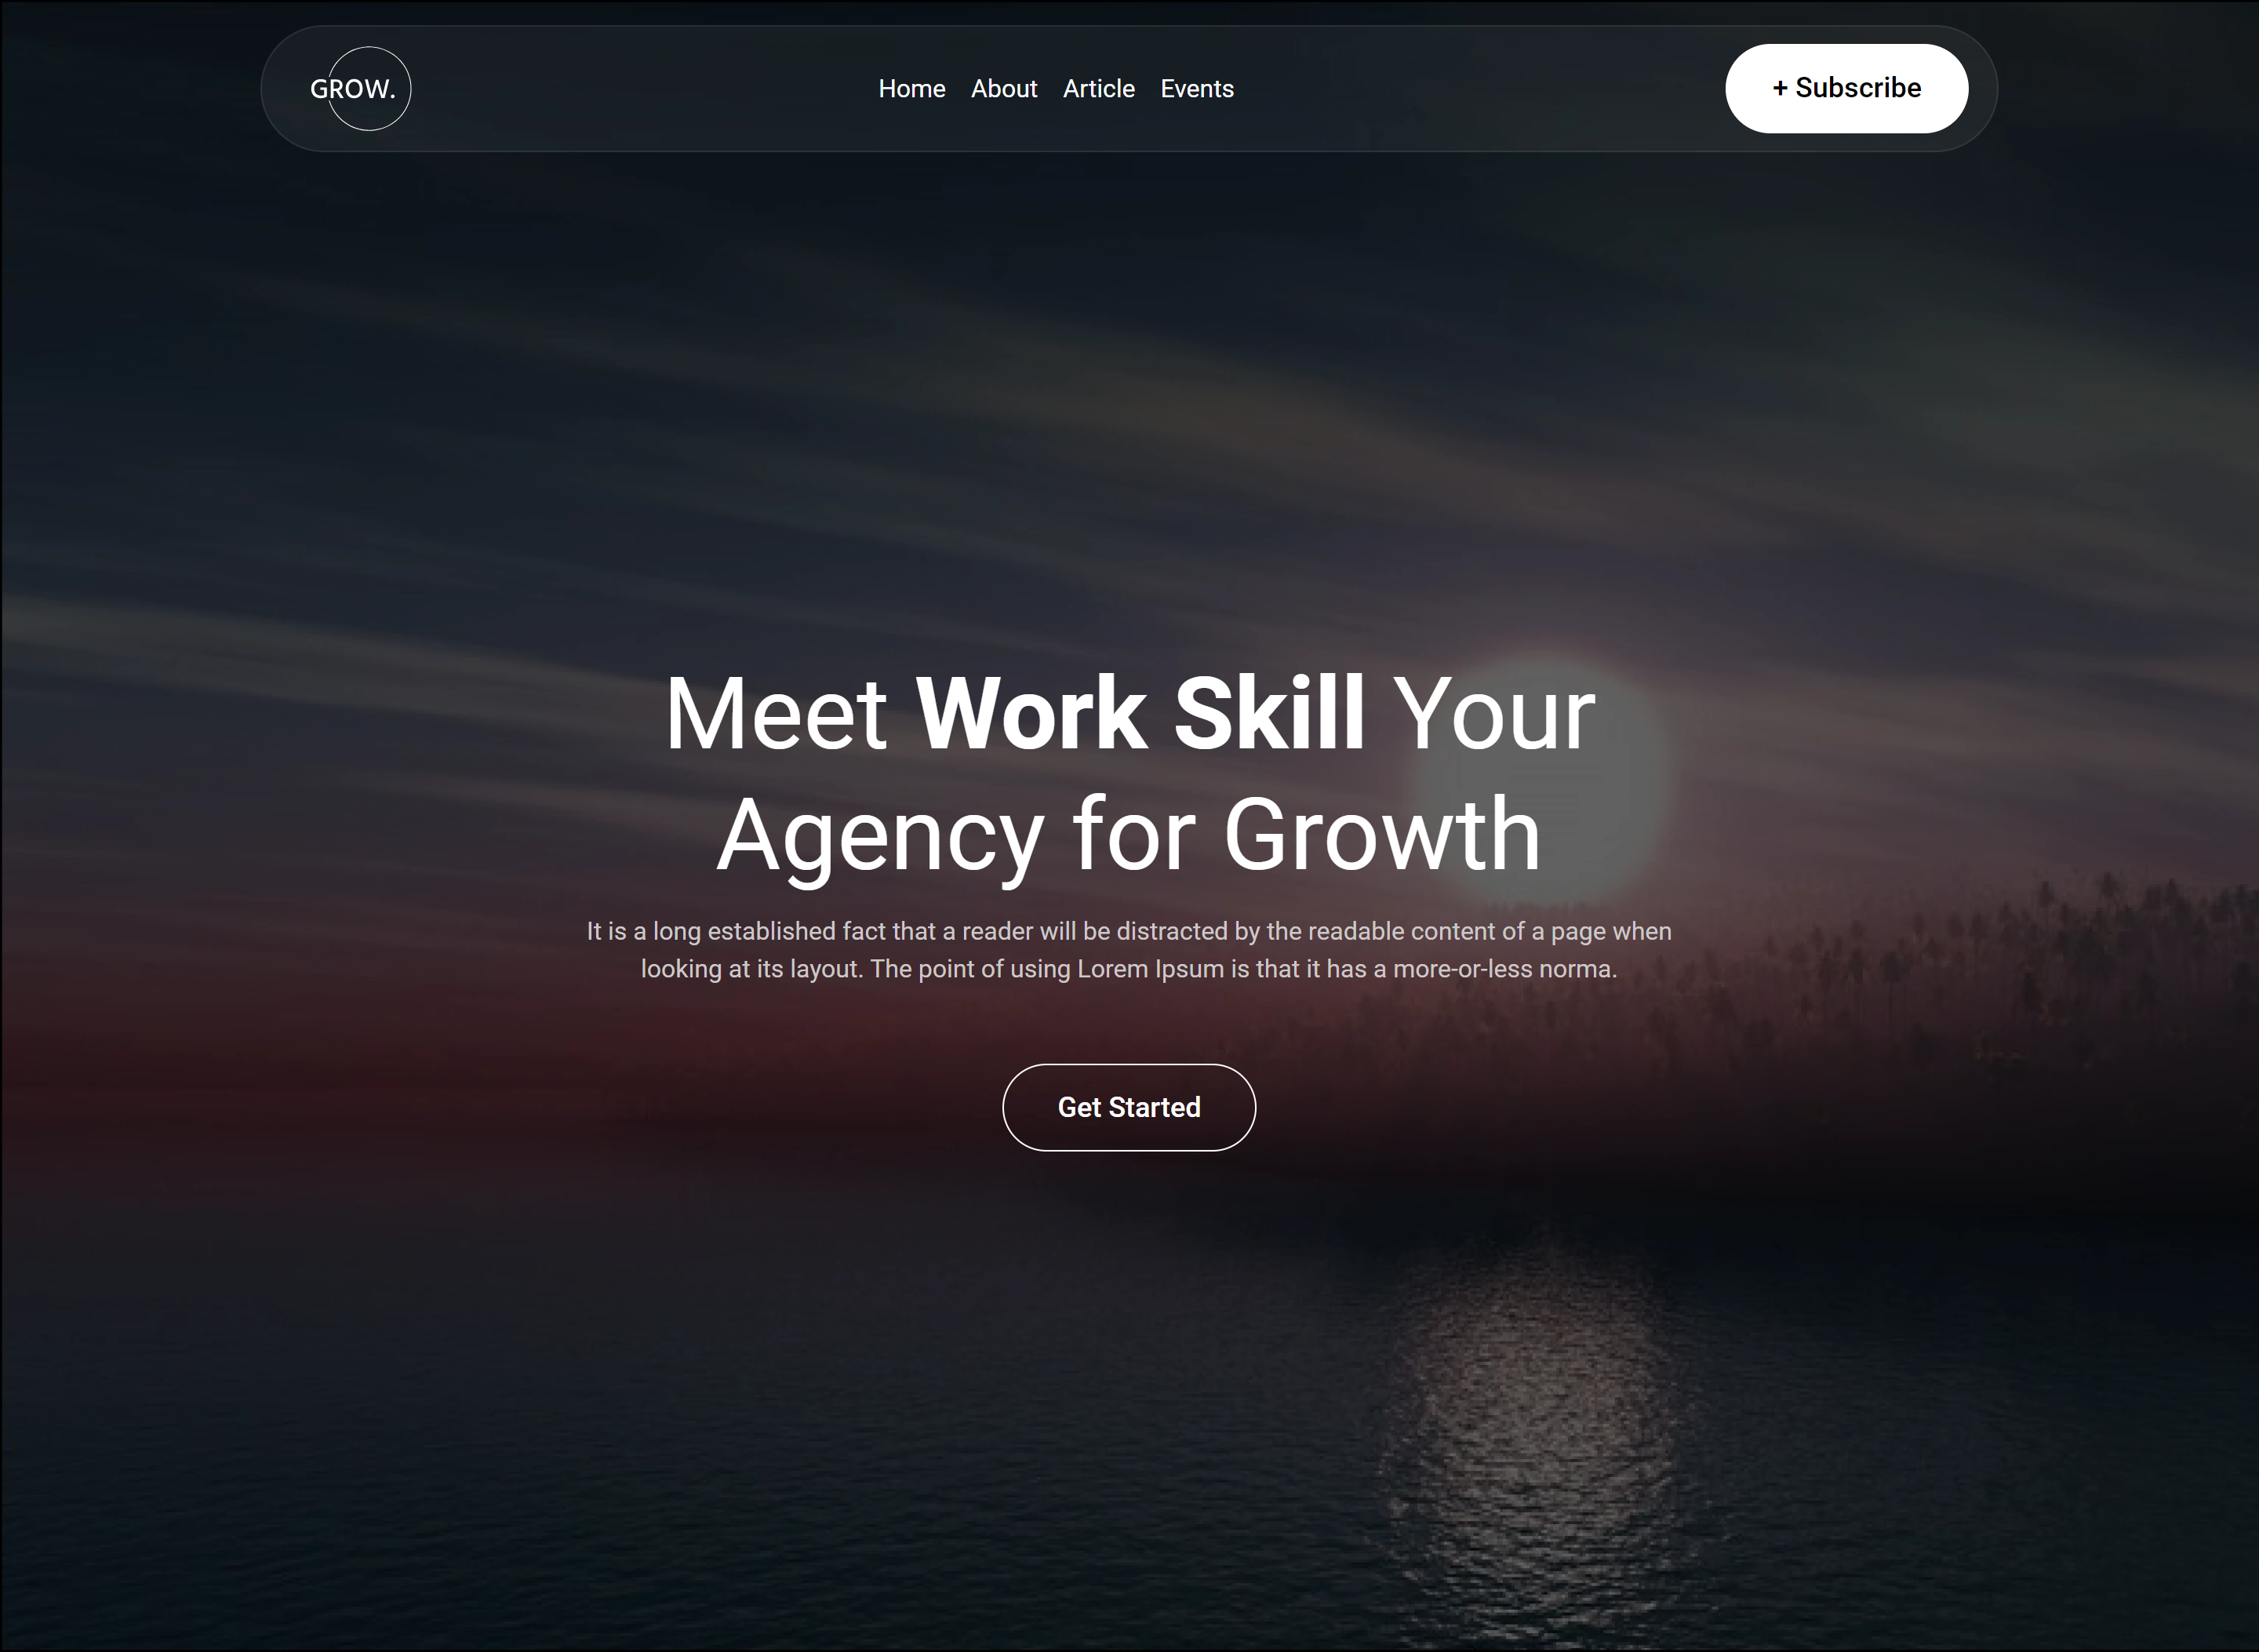 GROW.
Home About Article Events
+ Subscribe
Meet Work Skill Your
Agency for Growth
It is a long established fact that a reader will be distracted by the readable content of a page when
looking at its layout. The point of using Lorem Ipsum is that it has a more-or-less norma.
Get Started